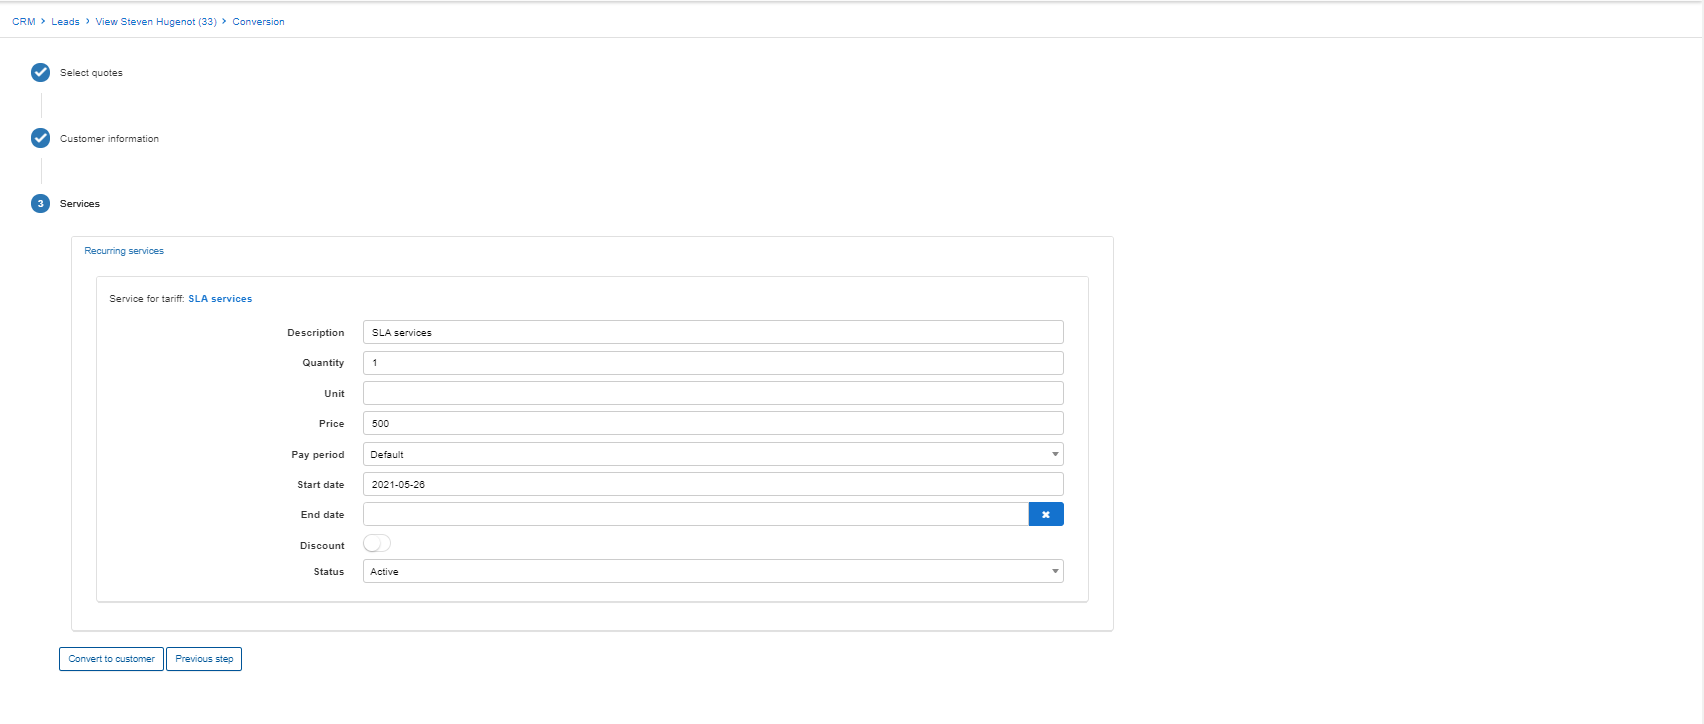 CRM > Leads > View Steven Hugenot (33) > Conversion
Select quotes
Customer information
3 Services
Recurring services
Service for tariff: SLA services
Description SLA services
Quantity 1
Unit
Price 500
Pay period Default
Start date 2021-05-26
End date
Discount
Status Active
Convert to customer Previous step